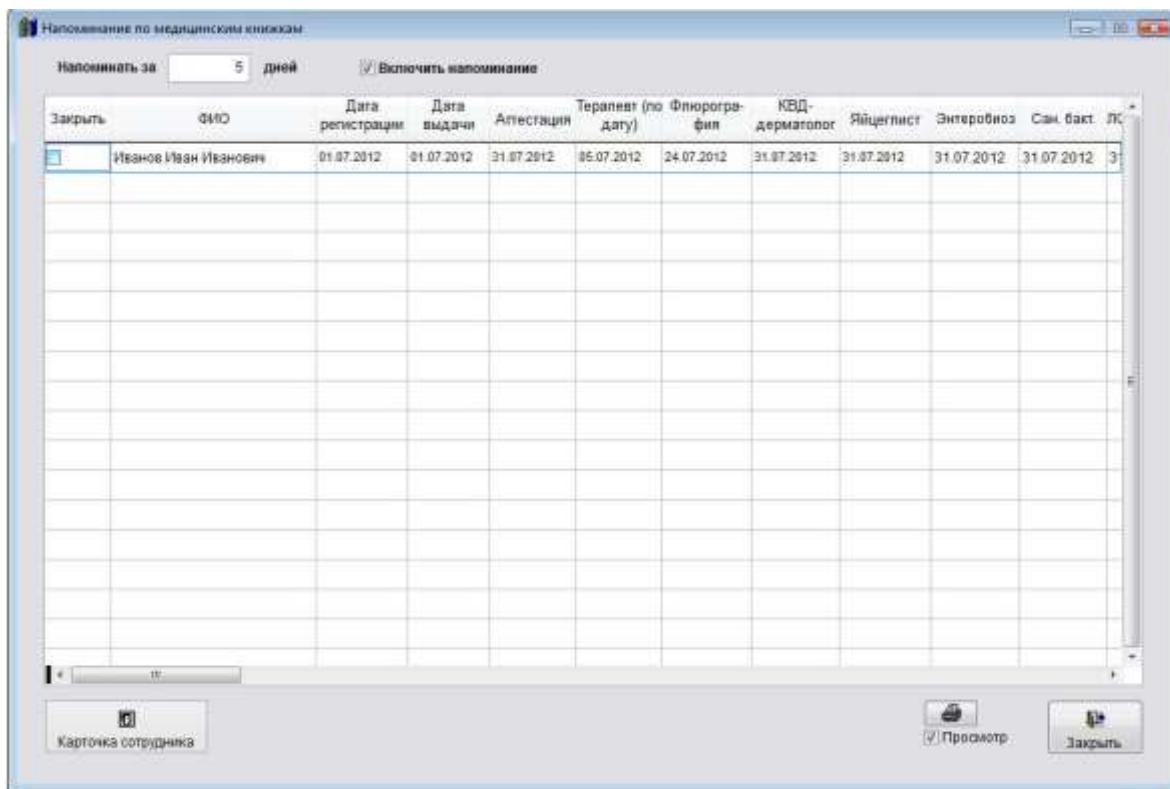 Напоминание по медицинским книжкам
Напоминать за 5 дней Включить напоминание
Закрыть ФИО Дата регистрации Дата выдачи Аттестация Терапевт (по дату) Флюрогра-фия КВД-дерматолог Яйцеглист Энтеробиоз Сан. бакт.
Иванов Иван Иванович 01.07.2012 01.07.2012 31.07.2012 05.07.2012 24.07.2012 31.07.2012 31.07.2012 31.07.2012 31.07.2012
Карточка сотрудника
Просмотр
Закрыть